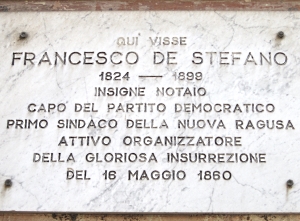 QUI VISSE
FRANCESCO DE STEFANO
1824 — 1899
INSIGNE NOTAIO
CAPO DEL PARTITO DEMOCRATICO
PRIMO SINDACO DELLA NUOVA RAGUSA
ATTIVO ORGANIZZATORE
DELLA GLORIOSA INSURREZIONE
DEL 16 MAGGIO 1860